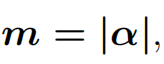 m = |α|,